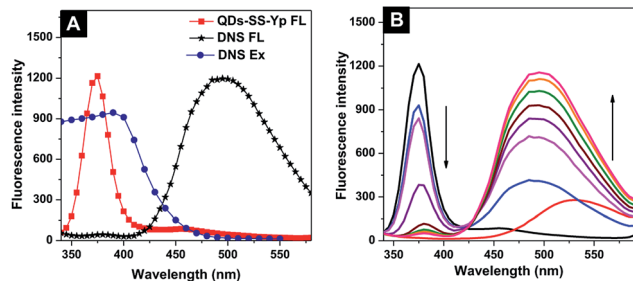 A
QDs-SS-Yp FL
DNS FL
DNS Ex
Fluorescence intensity
1500
1200
900
600
300
0
350 400 450 500 550
Wavelength (nm)
B
Fluorescence intensity
1500
1200
900
600
300
0
350 400 450 500 550
Wavelength (nm)